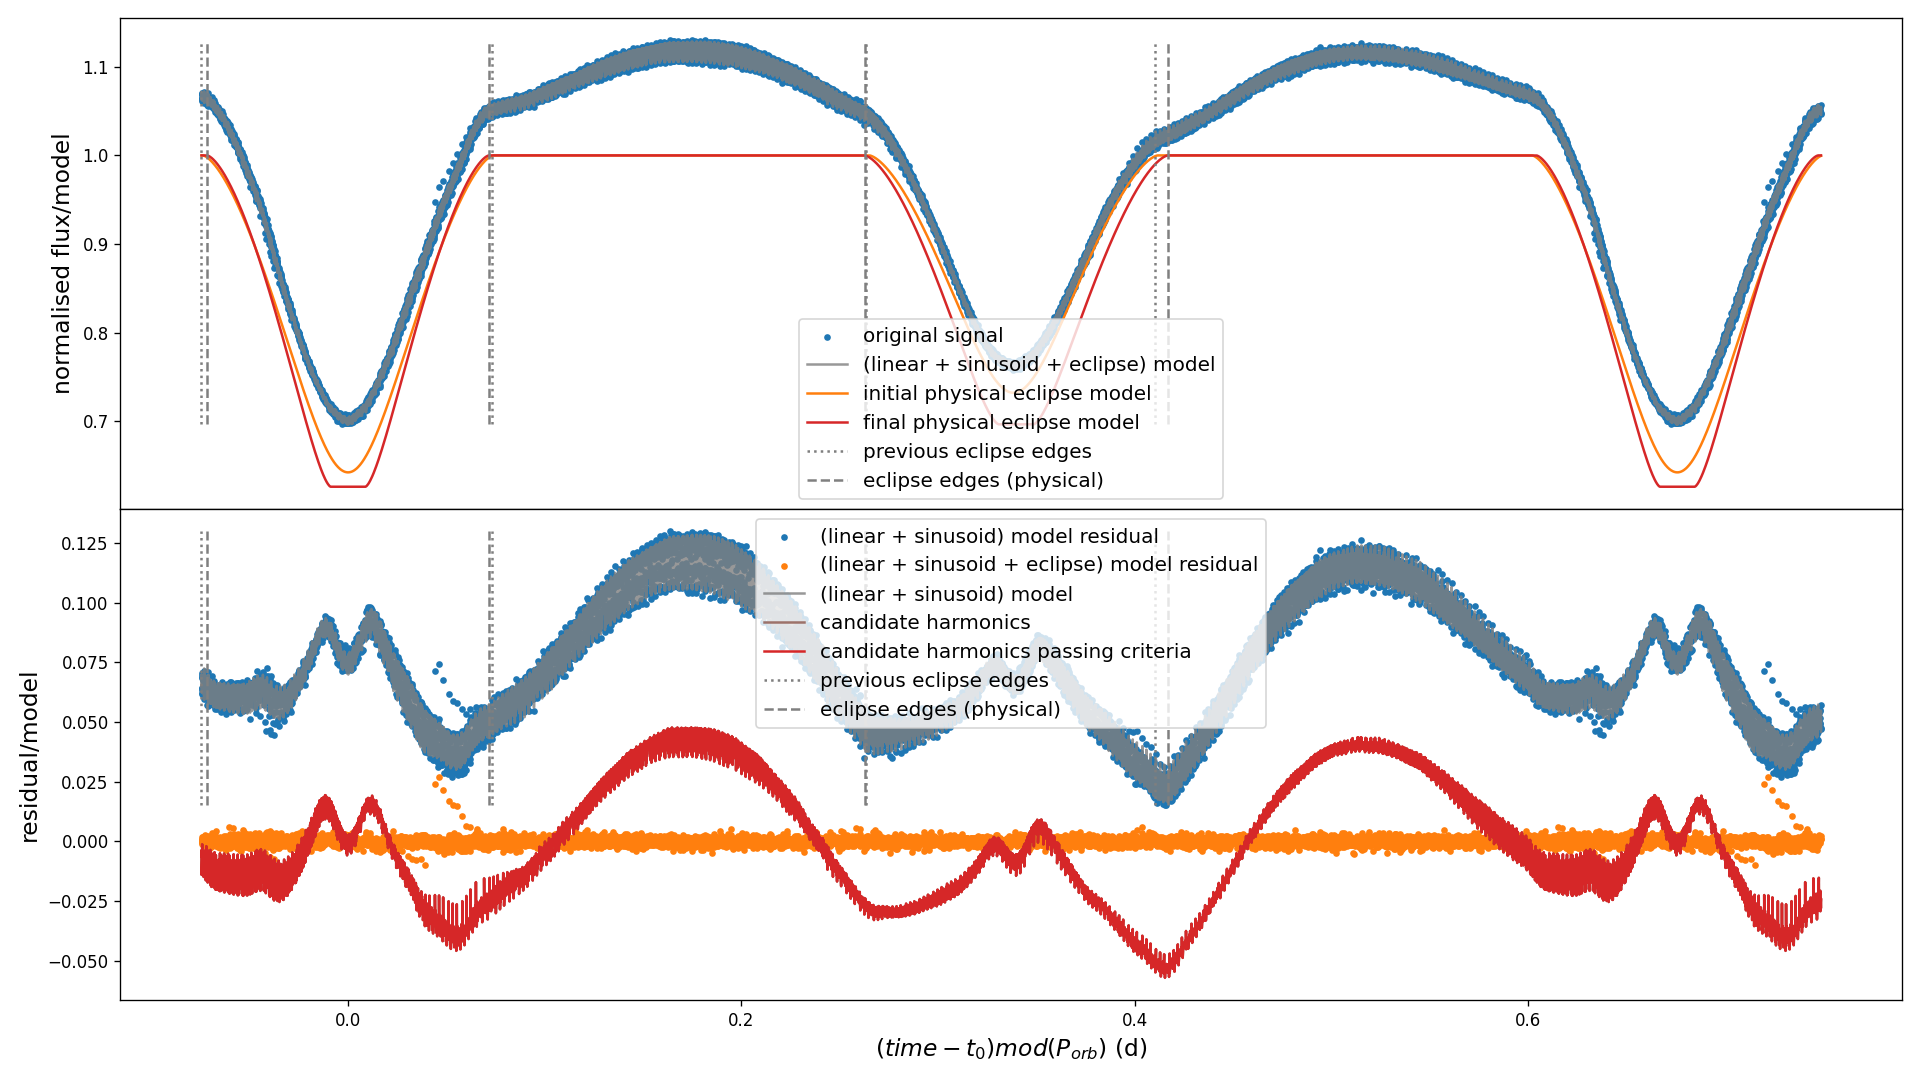 normalised flux/model
1.1
1.0
0.9
0.8
0.7
original signal
(linear + sinusoid + eclipse) model
initial physical eclipse model
final physical eclipse model
previous eclipse edges
eclipse edges (physical)
residual/model
0.125
0.100
0.075
0.050
0.025
0.000
−0.025
−0.050
(linear + sinusoid) model residual
(linear + sinusoid + eclipse) model residual
(linear + sinusoid) model
candidate harmonics
candidate harmonics passing criteria
previous eclipse edges
eclipse edges (physical)
0.0 0.2 0.4 0.6
(time − t₀)mod(P_orb) (d)